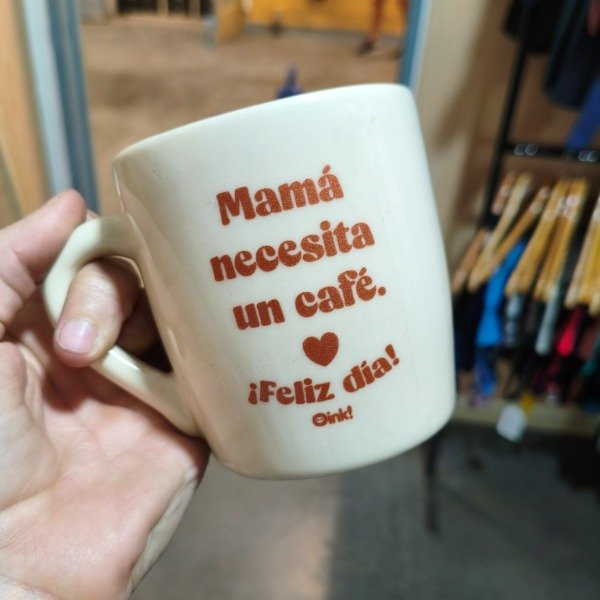 Mamá
necesita
un café.
¡Feliz día!
Oink!